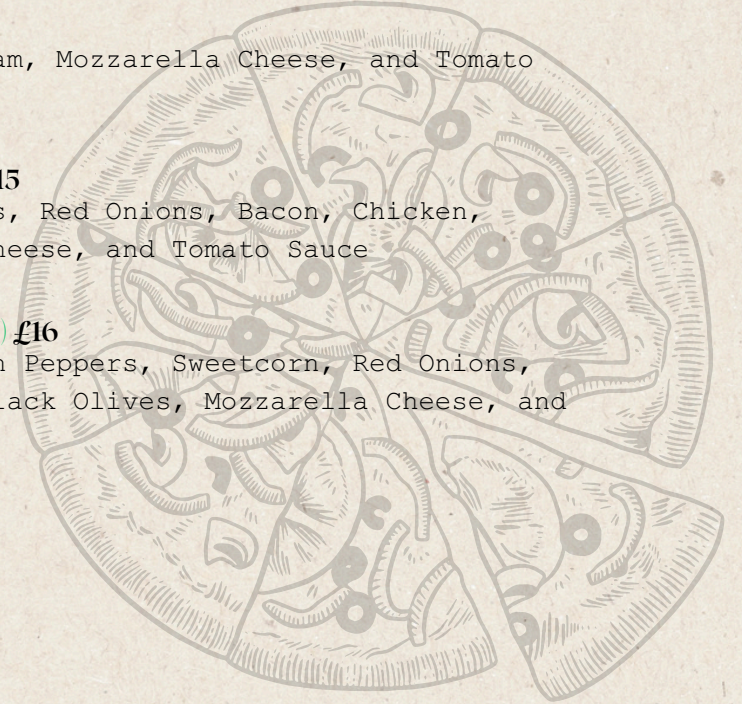 am, Mozzarella Cheese, and Tomato
15
s, Red Onions, Bacon, Chicken,
heese, and Tomato Sauce
) £16
n Peppers, Sweetcorn, Red Onions,
lack Olives, Mozzarella Cheese, and